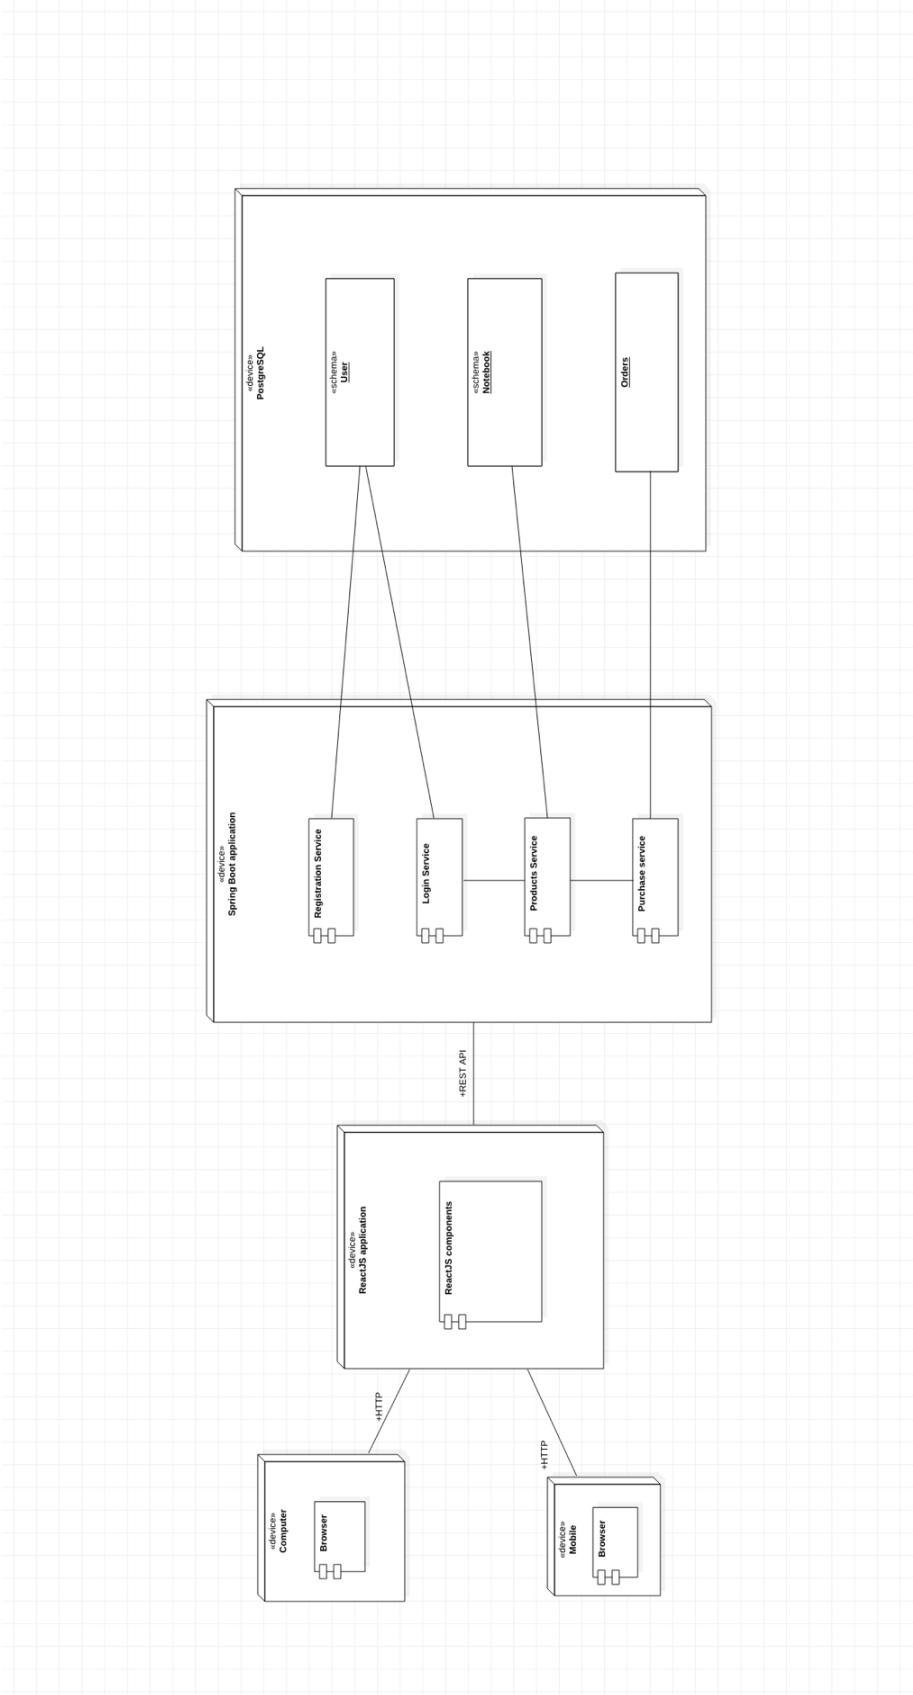 «device»
Computer
Browser
«device»
Mobile
Browser
+HTTP
+HTTP
«device»
ReactJS application
ReactJS components
+REST API
«device»
Spring Boot application
Registration Service
Login Service
Products Service
Purchase service
«device»
PostgreSQL
«schema»
User
«schema»
Notebook
Orders